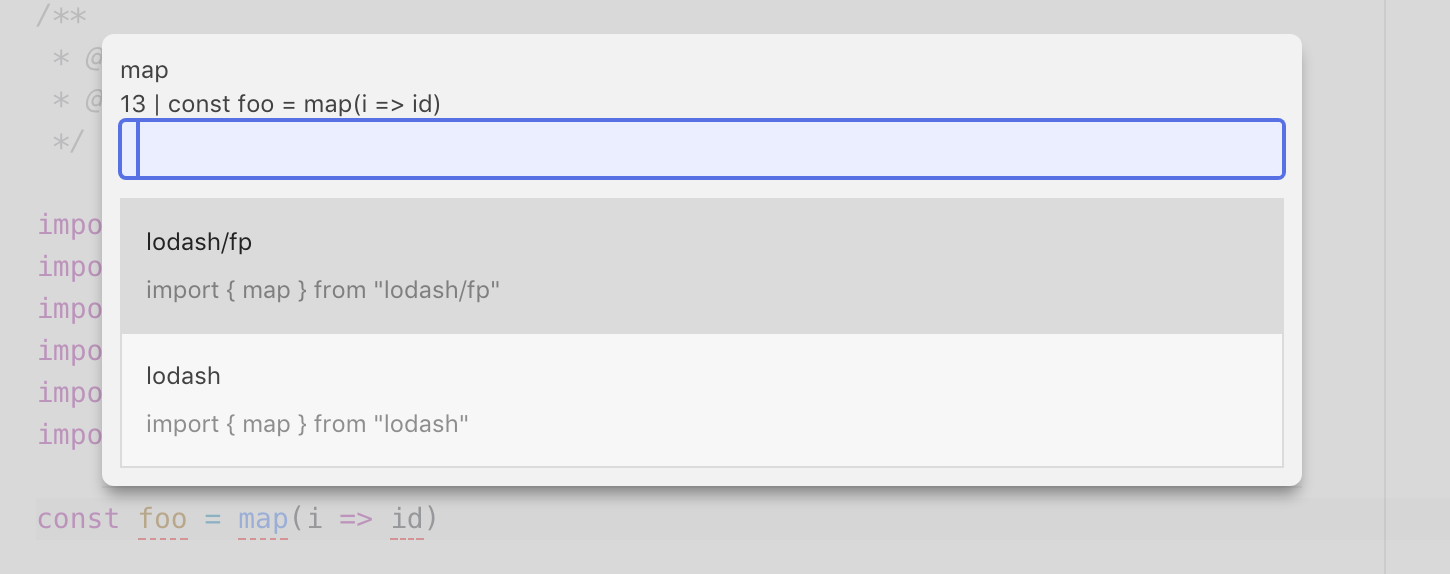 /**
* @
* @
*/
map
13 | const foo = map(i => id)
lodash/fp
import { map } from "lodash/fp"
lodash
import { map } from "lodash"
impo
impo
impo
impo
impo
impo
const foo = map(i => id)